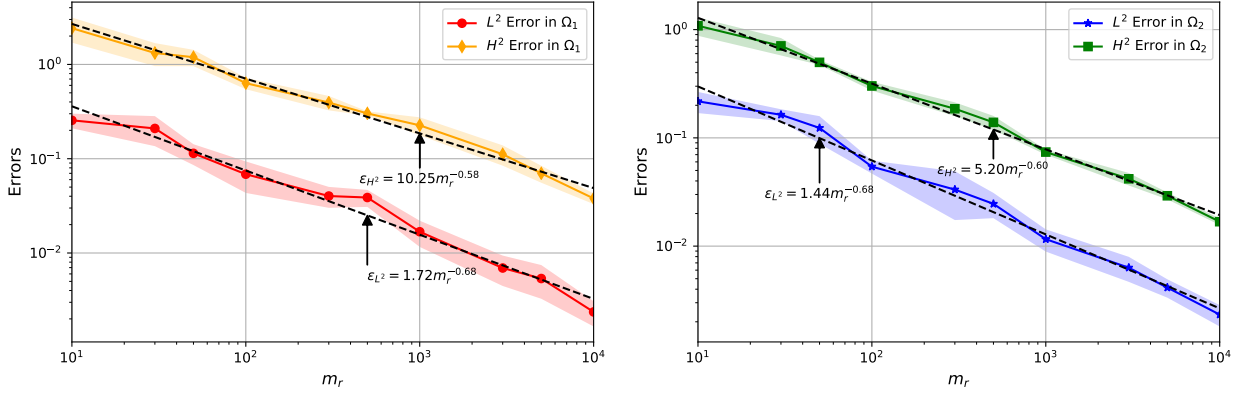 Errors
10⁰
10⁻¹
10⁻²
L² Error in Ω₁
H² Error in Ω₁
ε_{H²} = 10.25m_r^{−0.58}
ε_{L²} = 1.72m_r^{−0.68}
10¹ 10² 10³ 10⁴
m_r
Errors
10⁰
10⁻¹
10⁻²
L² Error in Ω₂
H² Error in Ω₂
ε_{H²} = 5.20m_r^{−0.60}
ε_{L²} = 1.44m_r^{−0.68}
10¹ 10² 10³ 10⁴
m_r